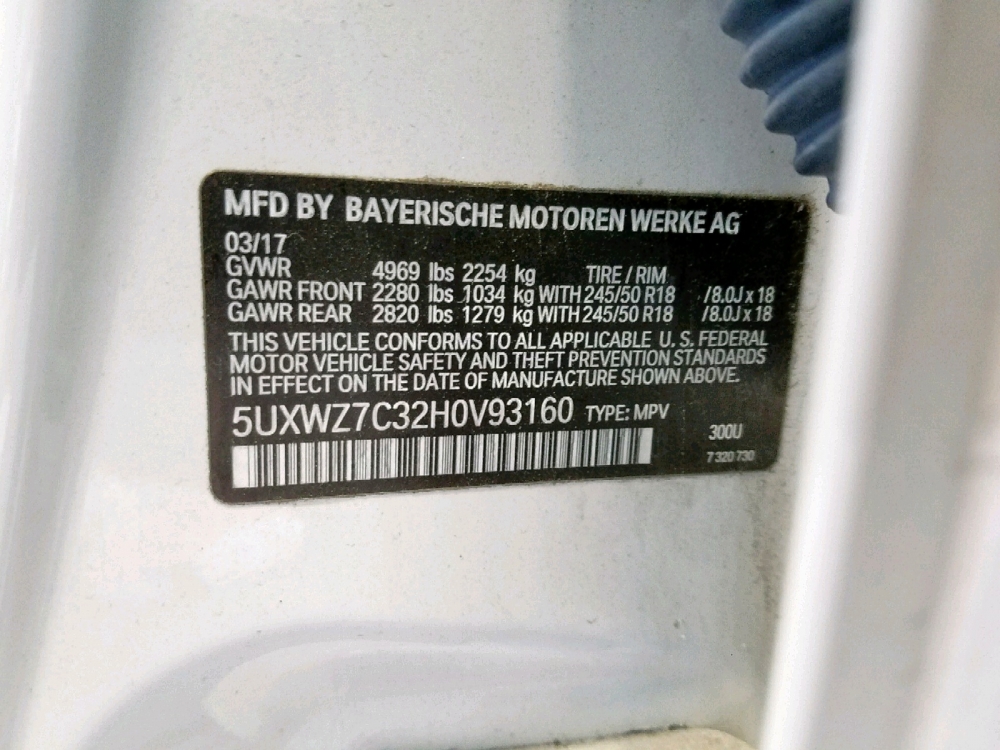 MFD BY BAYERISCHE MOTOREN WERKE AG
03/17
GVWR 4969 lbs 2254 kg TIRE / RIM
GAWR FRONT 2280 lbs 1034 kg WITH 245/50 R18 /8.0J x 18
GAWR REAR 2820 lbs 1279 kg WITH 245/50 R18 /8.0J x 18
THIS VEHICLE CONFORMS TO ALL APPLICABLE U.S. FEDERAL
MOTOR VEHICLE SAFETY AND THEFT PREVENTION STANDARDS
IN EFFECT ON THE DATE OF MANUFACTURE SHOWN ABOVE.
5UXWZ7C32H0V93160 TYPE: MPV
300U
7 320 730